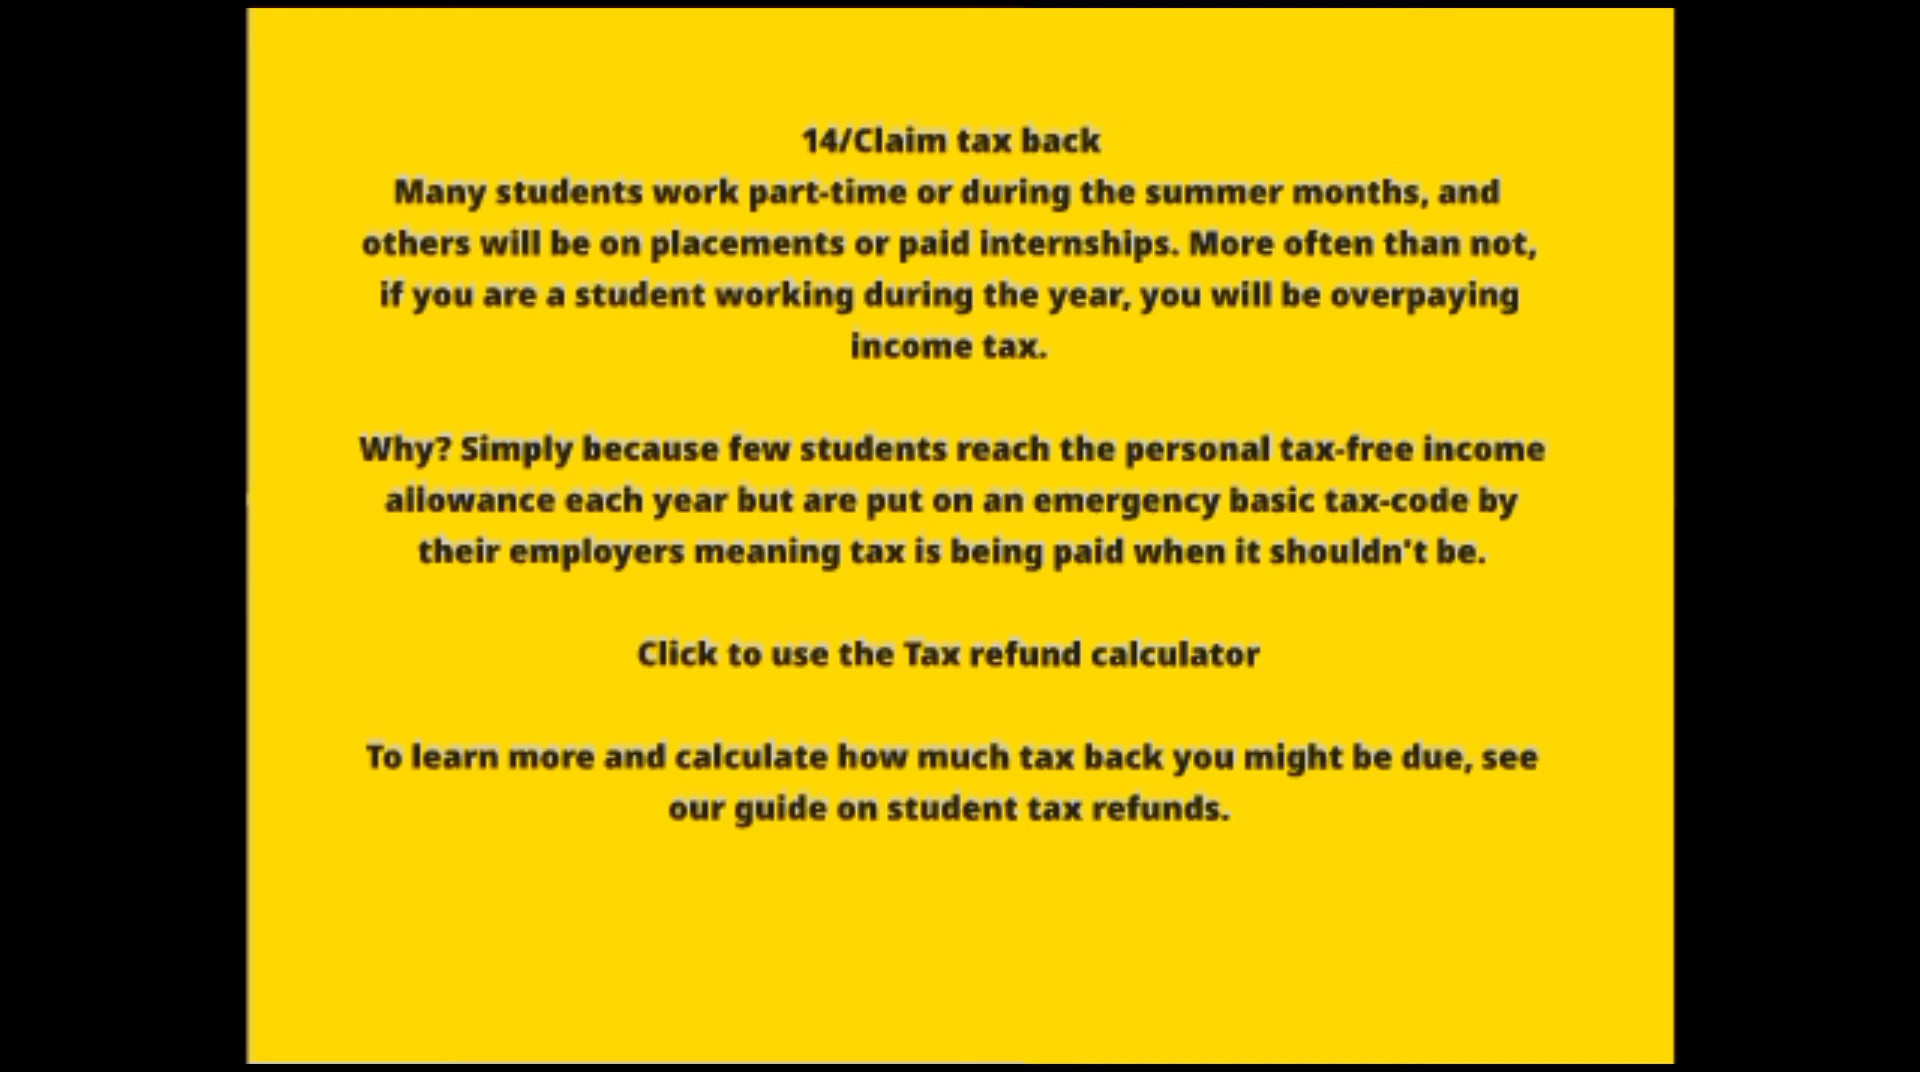 14/Claim tax back
Many students work part-time or during the summer months, and
others will be on placements or paid internships. More often than not,
if you are a student working during the year, you will be overpaying
income tax.
Why? Simply because few students reach the personal tax-free income
allowance each year but are put on an emergency basic tax-code by
their employers meaning tax is being paid when it shouldn't be.
Click to use the Tax refund calculator
To learn more and calculate how much tax back you might be due, see
our guide on student tax refunds.